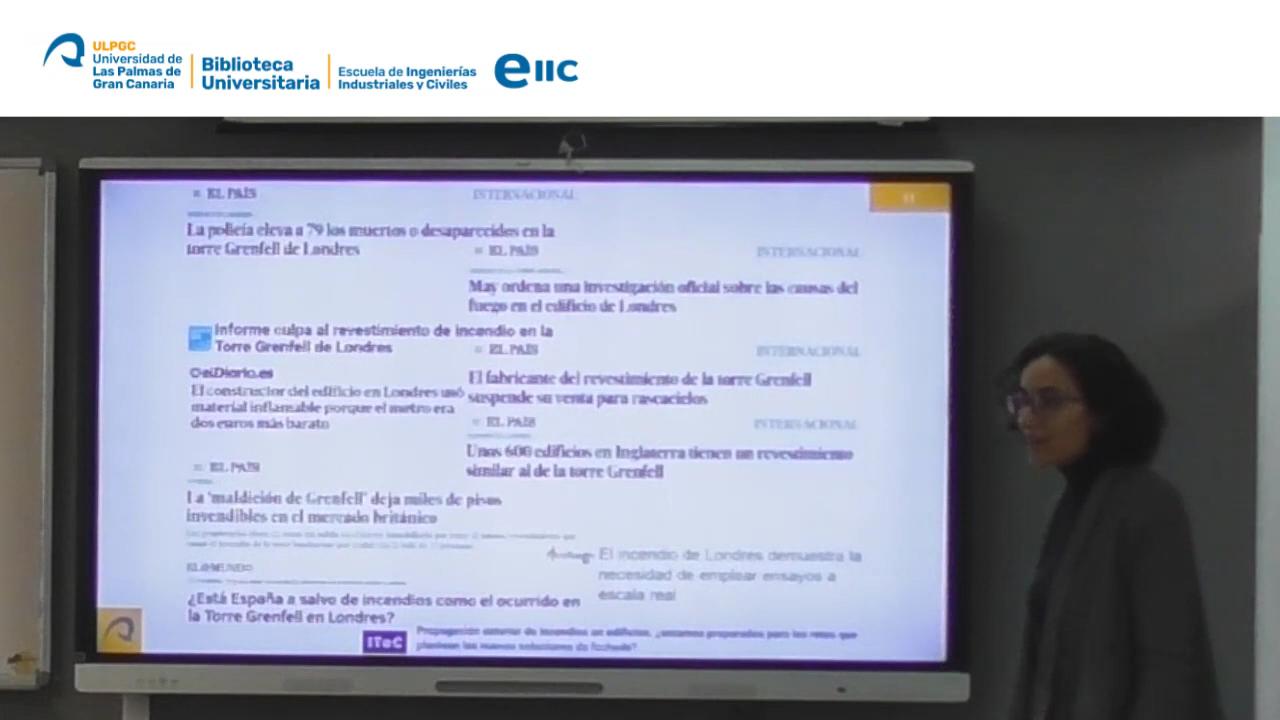 ULPGC
Universidad de
Las Palmas de
Gran Canaria
Biblioteca
Universitaria
Escuela de Ingenierías
Industriales y Civiles
eiic
EL PAÍS
INTERNACIONAL
11
La policía eleva a 79 los muertos o desaparecidos en la
torre Grenfell de Londres
EL PAÍS
INTERNACIONAL
May ordena una investigación oficial sobre las causas del
fuego en el edificio de Londres
Informe culpa al revestimiento de incendio en la
Torre Grenfell de Londres
EL PAÍS
INTERNACIONAL
El fabricante del revestimiento de la torre Grenfell
suspende su venta para rascacielos
elDiario.es
El constructor del edificio en Londres usó
material inflamable porque el metro era
dos euros más barato
EL PAÍS
INTERNACIONAL
Unos 600 edificios en Inglaterra tienen un revestimiento
similar al de la torre Grenfell
EL PAÍS
La 'maldición de Grenfell' deja miles de pisos
invendibles en el mercado británico
El incendio de Londres demuestra la
necesidad de emplear ensayos a
escala real
EL MUNDO
¿Está España a salvo de incendios como el ocurrido en
la Torre Grenfell en Londres?
ITeC
Propagación exterior de incendios en edificios, ¿estamos preparados para los retos que
plantean las nuevas soluciones de fachada?